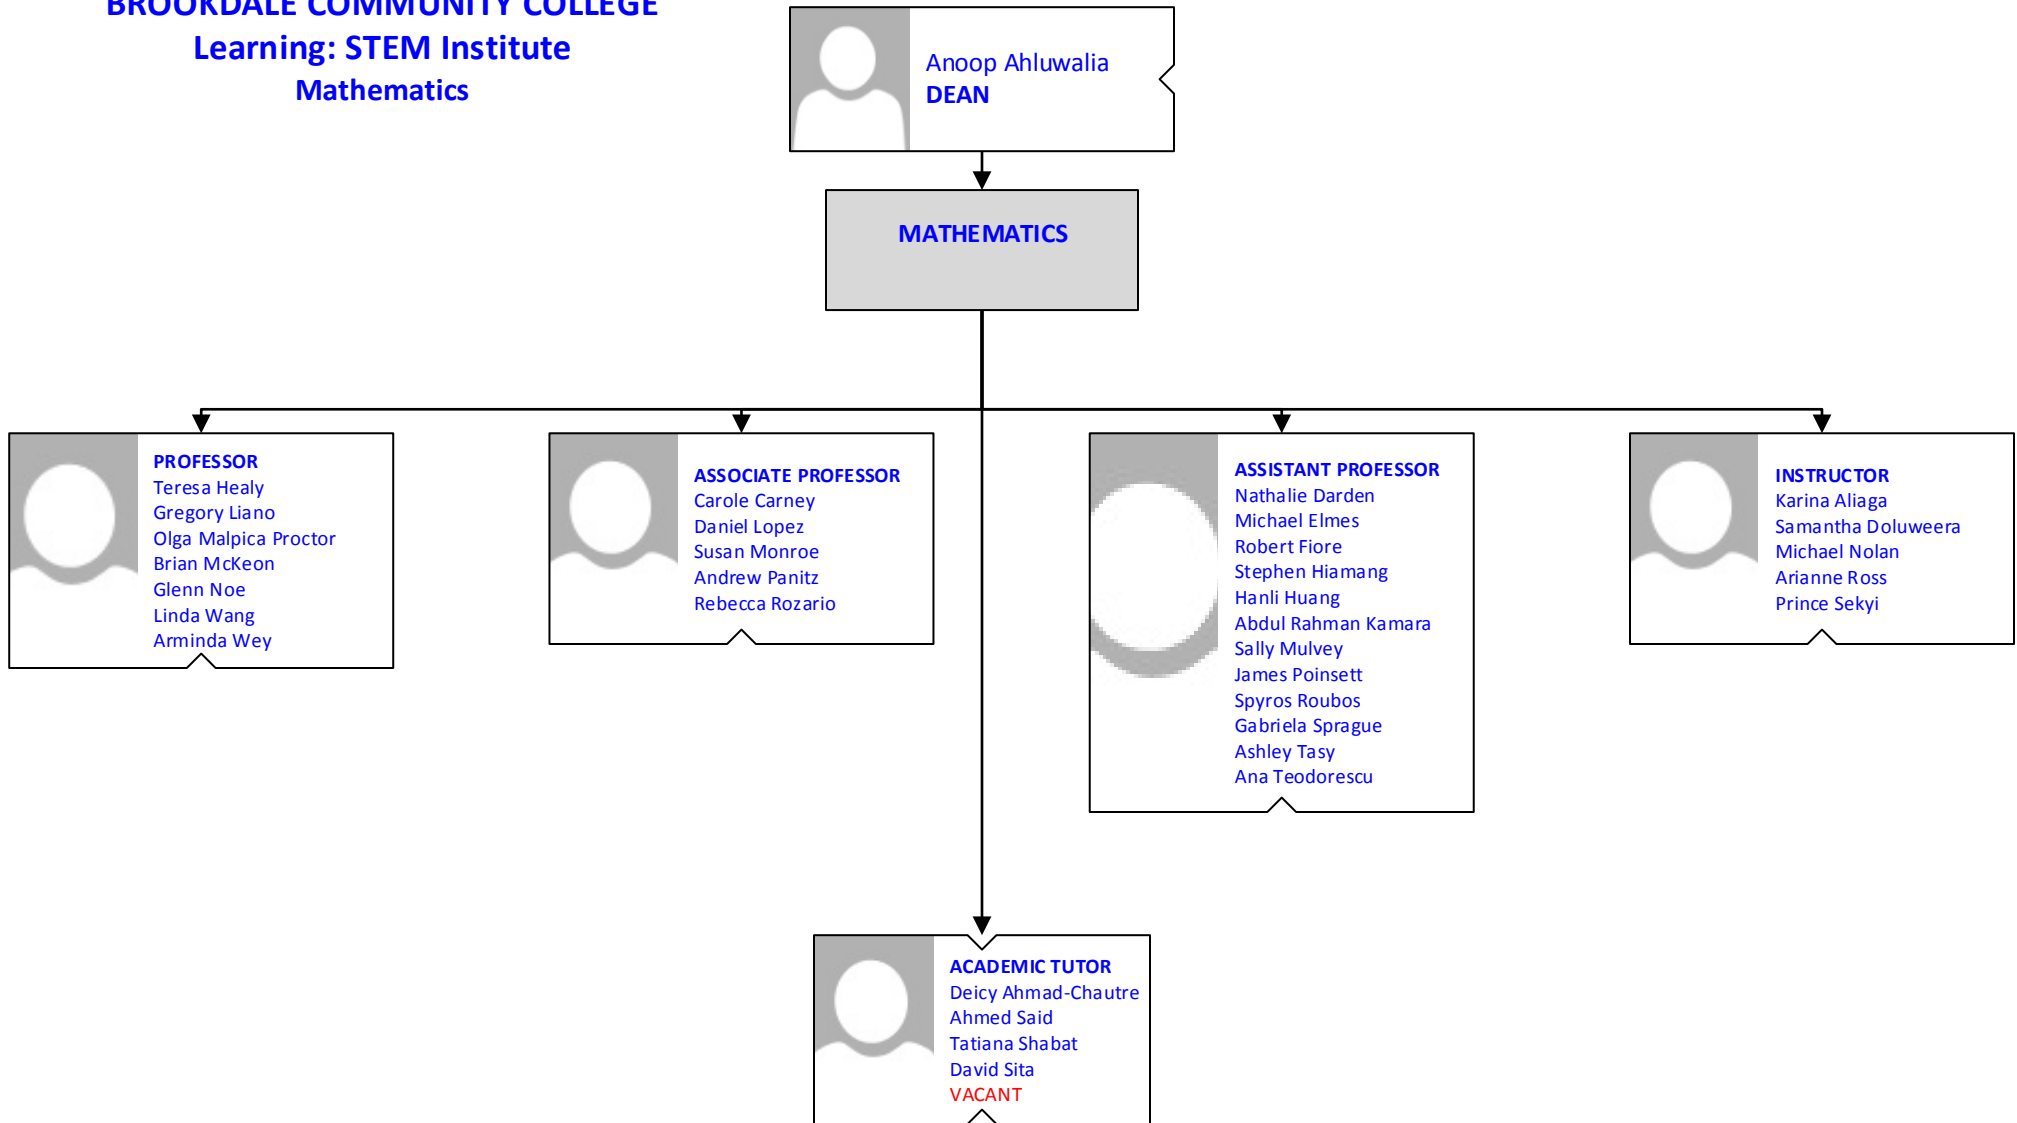 BROOKDALE COMMUNITY COLLEGE
Learning: STEM Institute
Mathematics
Anoop Ahluwalia
DEAN
MATHEMATICS
PROFESSOR
Teresa Healy
Gregory Liano
Olga Malpica Proctor
Brian McKeon
Glenn Noe
Linda Wang
Arminda Wey
ASSOCIATE PROFESSOR
Carole Carney
Daniel Lopez
Susan Monroe
Andrew Panitz
Rebecca Rozario
ASSISTANT PROFESSOR
Nathalie Darden
Michael Elmes
Robert Fiore
Stephen Hiamang
Hanli Huang
Abdul Rahman Kamara
Sally Mulvey
James Poinsett
Spyros Roubos
Gabriela Sprague
Ashley Tasy
Ana Teodorescu
INSTRUCTOR
Karina Aliaga
Samantha Doluweera
Michael Nolan
Arianne Ross
Prince Sekyi
ACADEMIC TUTOR
Deicy Ahmad-Chautre
Ahmed Said
Tatiana Shabat
David Sita
VACANT